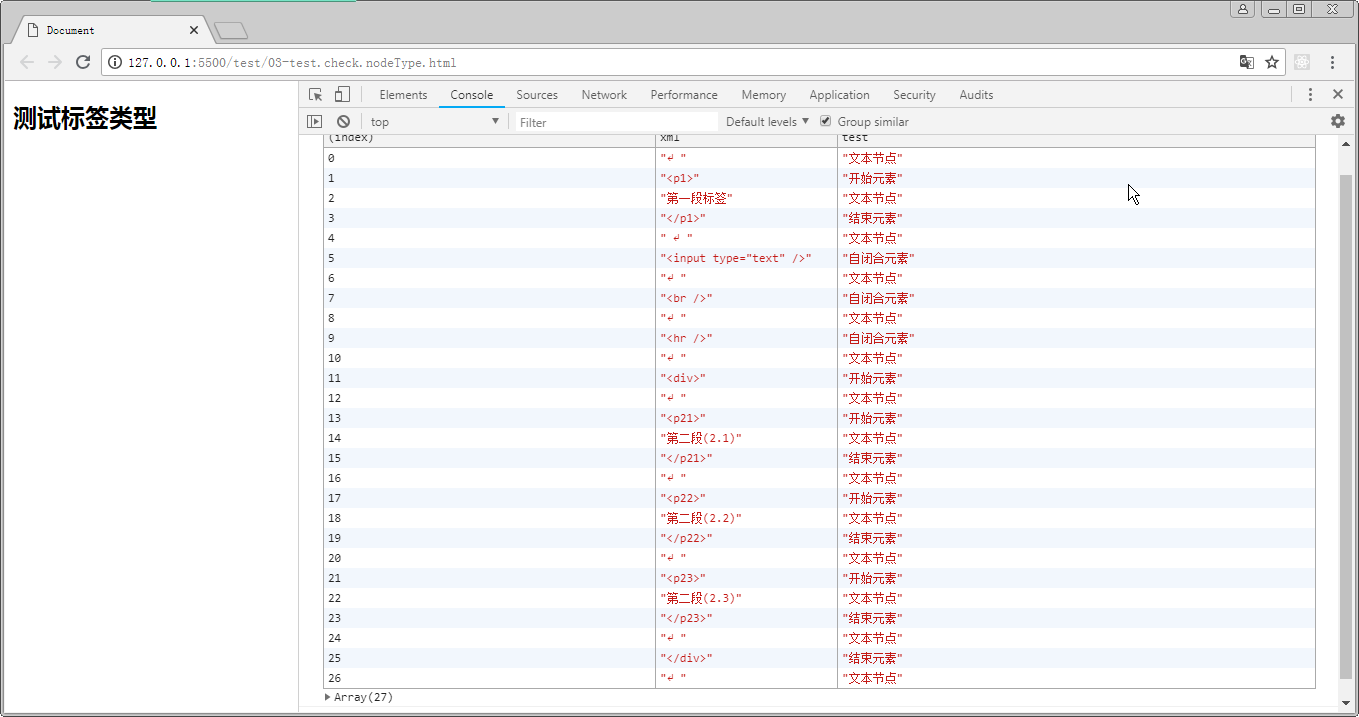 Document
127.0.0.1:5500/test/03-test.check.nodeType.html
测试标签类型
Elements Console Sources Network Performance Memory Application Security Audits
top Filter Default levels Group similar
(index) xml test
0 "↵ " "文本节点"
1 "<p1>" "开始元素"
2 "第一段标签" "文本节点"
3 "</p1>" "结束元素"
4 " ↵ " "文本节点"
5 "<input type="text" />" "自闭合元素"
6 "↵ " "文本节点"
7 "<br />" "自闭合元素"
8 "↵ " "文本节点"
9 "<hr />" "自闭合元素"
10 "↵ " "文本节点"
11 "<div>" "开始元素"
12 "↵ " "文本节点"
13 "<p21>" "开始元素"
14 "第二段(2.1)" "文本节点"
15 "</p21>" "结束元素"
16 "↵ " "文本节点"
17 "<p22>" "开始元素"
18 "第二段(2.2)" "文本节点"
19 "</p22>" "结束元素"
20 "↵ " "文本节点"
21 "<p23>" "开始元素"
22 "第二段(2.3)" "文本节点"
23 "</p23>" "结束元素"
24 "↵ " "文本节点"
25 "</div>" "结束元素"
26 "↵ " "文本节点"
Array(27)